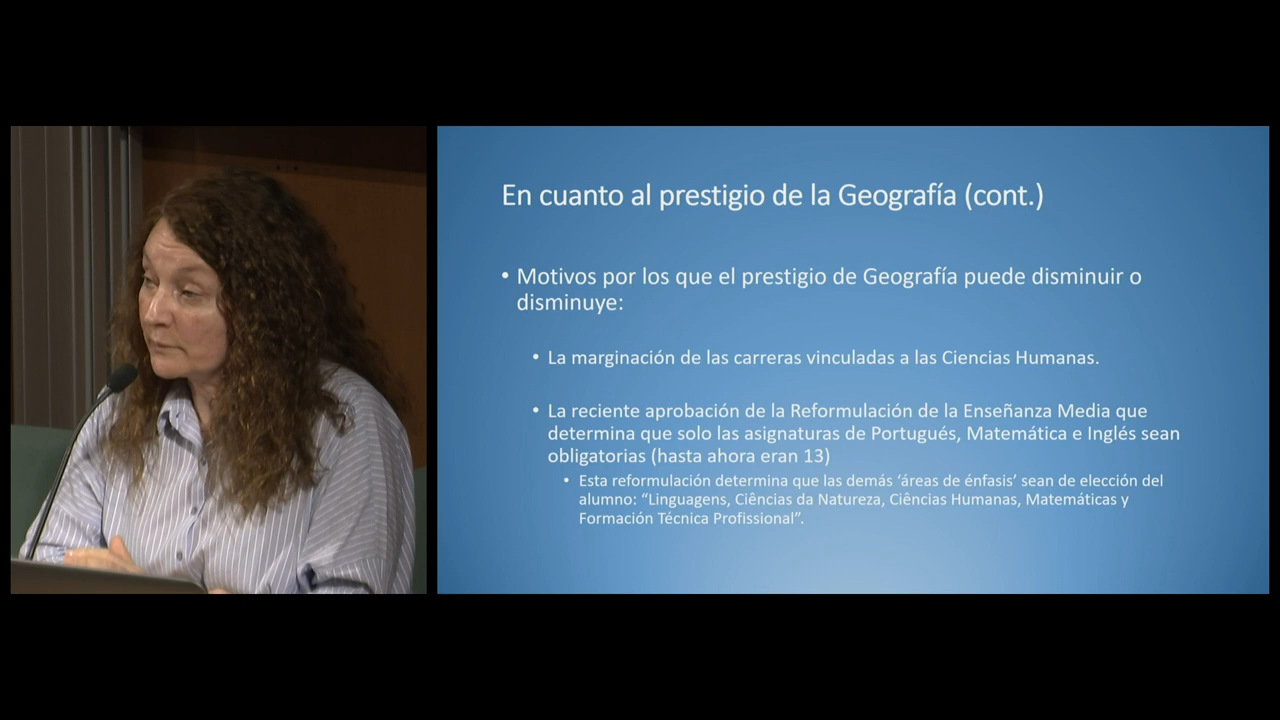 En cuanto al prestigio de la Geografía (cont.)
• Motivos por los que el prestigio de Geografía puede disminuir o
disminuye:
• La marginación de las carreras vinculadas a las Ciencias Humanas.
• La reciente aprobación de la Reformulación de la Enseñanza Media que
determina que solo las asignaturas de Portugués, Matemática e Inglés sean
obligatorias (hasta ahora eran 13)
• Esta reformulación determina que las demás ‘áreas de énfasis’ sean de elección del
alumno: “Linguagens, Ciências da Natureza, Ciências Humanas, Matemáticas y
Formación Técnica Profissional”.